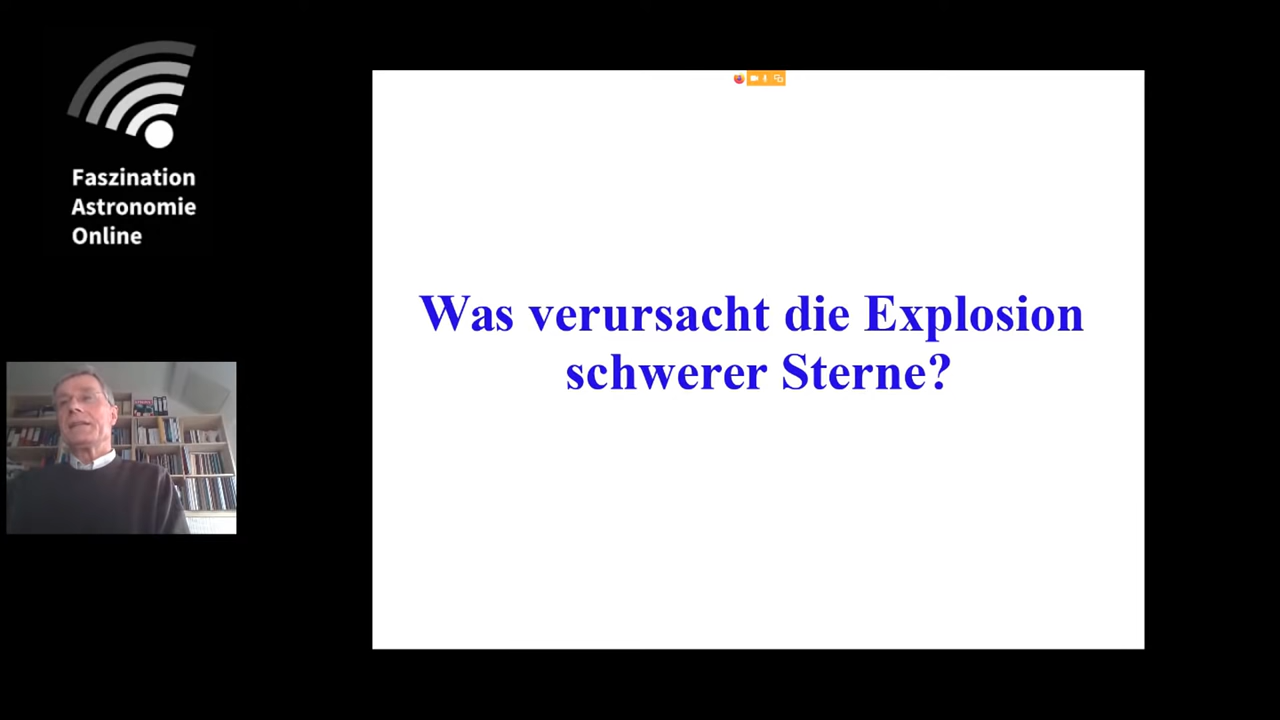 Faszination
Astronomie
Online
Was verursacht die Explosion
schwerer Sterne?